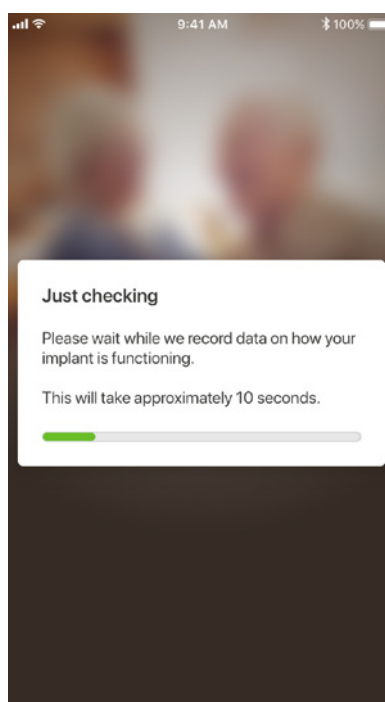 9:41 AM 100%
Just checking
Please wait while we record data on how your
implant is functioning.
This will take approximately 10 seconds.